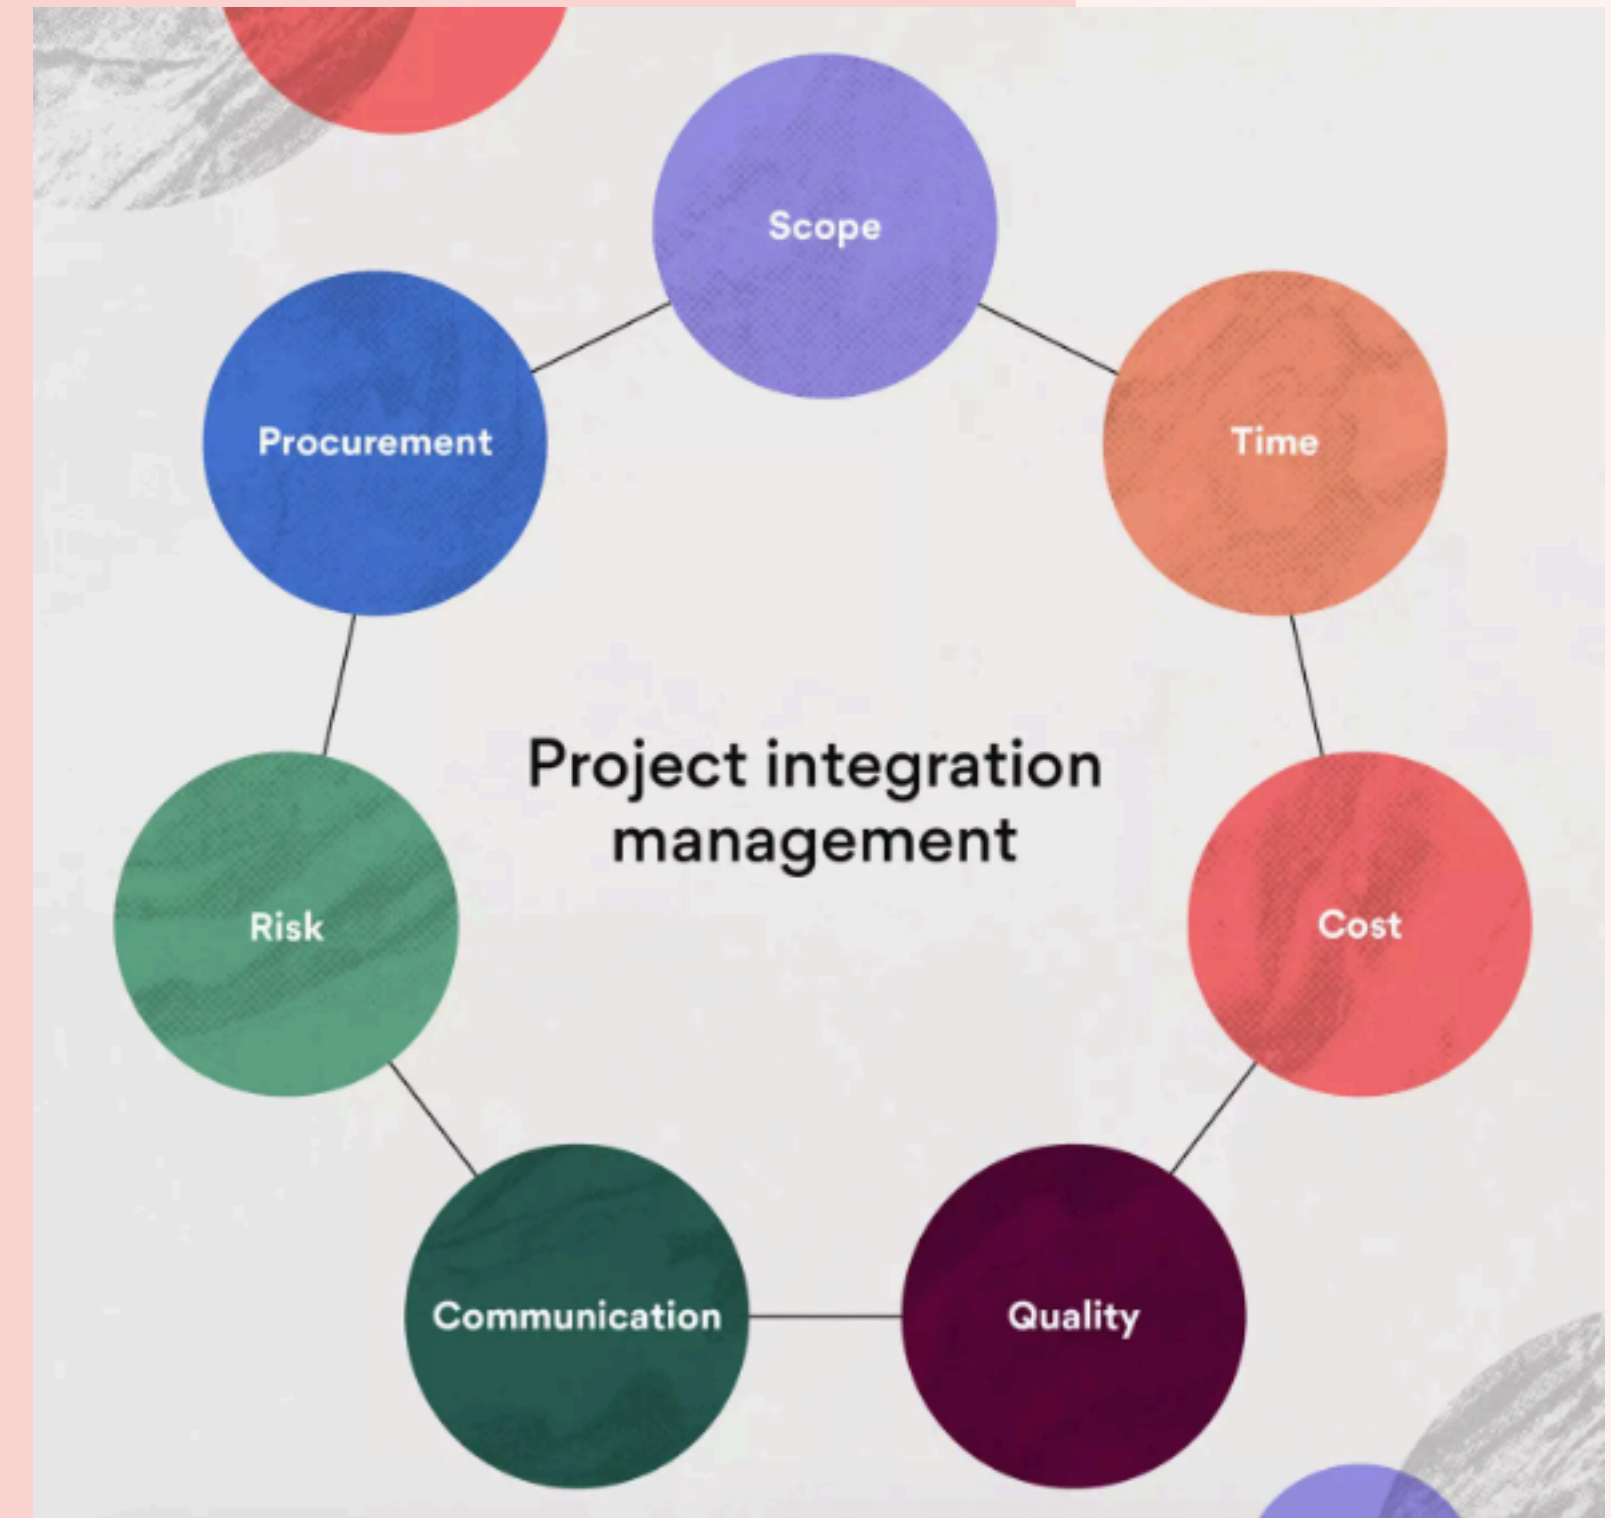 Scope
Procurement
Time
Project integration
management
Risk
Cost
Communication
Quality